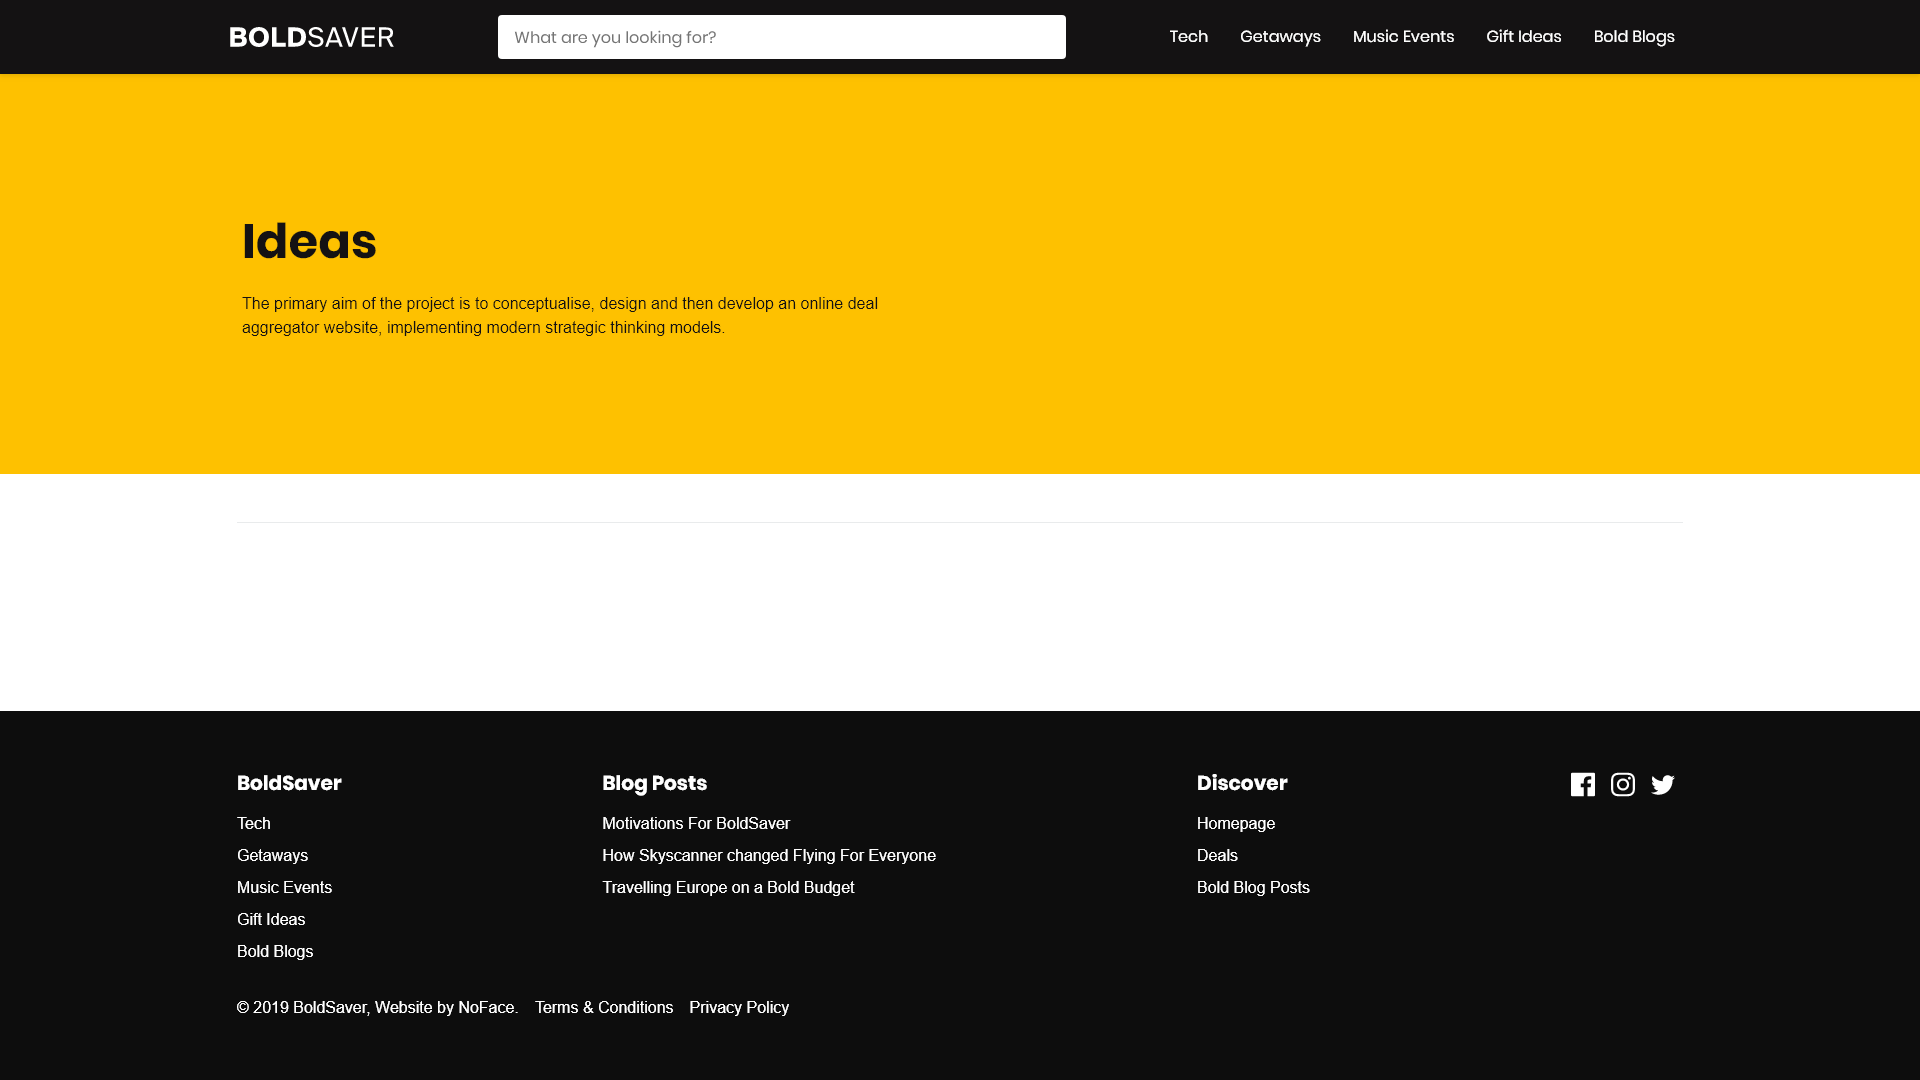 BOLDSAVER
What are you looking for?
Tech
Getaways
Music Events
Gift Ideas
Bold Blogs
Ideas
The primary aim of the project is to conceptualise, design and then develop an online deal
aggregator website, implementing modern strategic thinking models.
BoldSaver
Tech
Getaways
Music Events
Gift Ideas
Bold Blogs
Blog Posts
Motivations For BoldSaver
How Skyscanner changed Flying For Everyone
Travelling Europe on a Bold Budget
Discover
Homepage
Deals
Bold Blog Posts
© 2019 BoldSaver, Website by NoFace. Terms & Conditions Privacy Policy